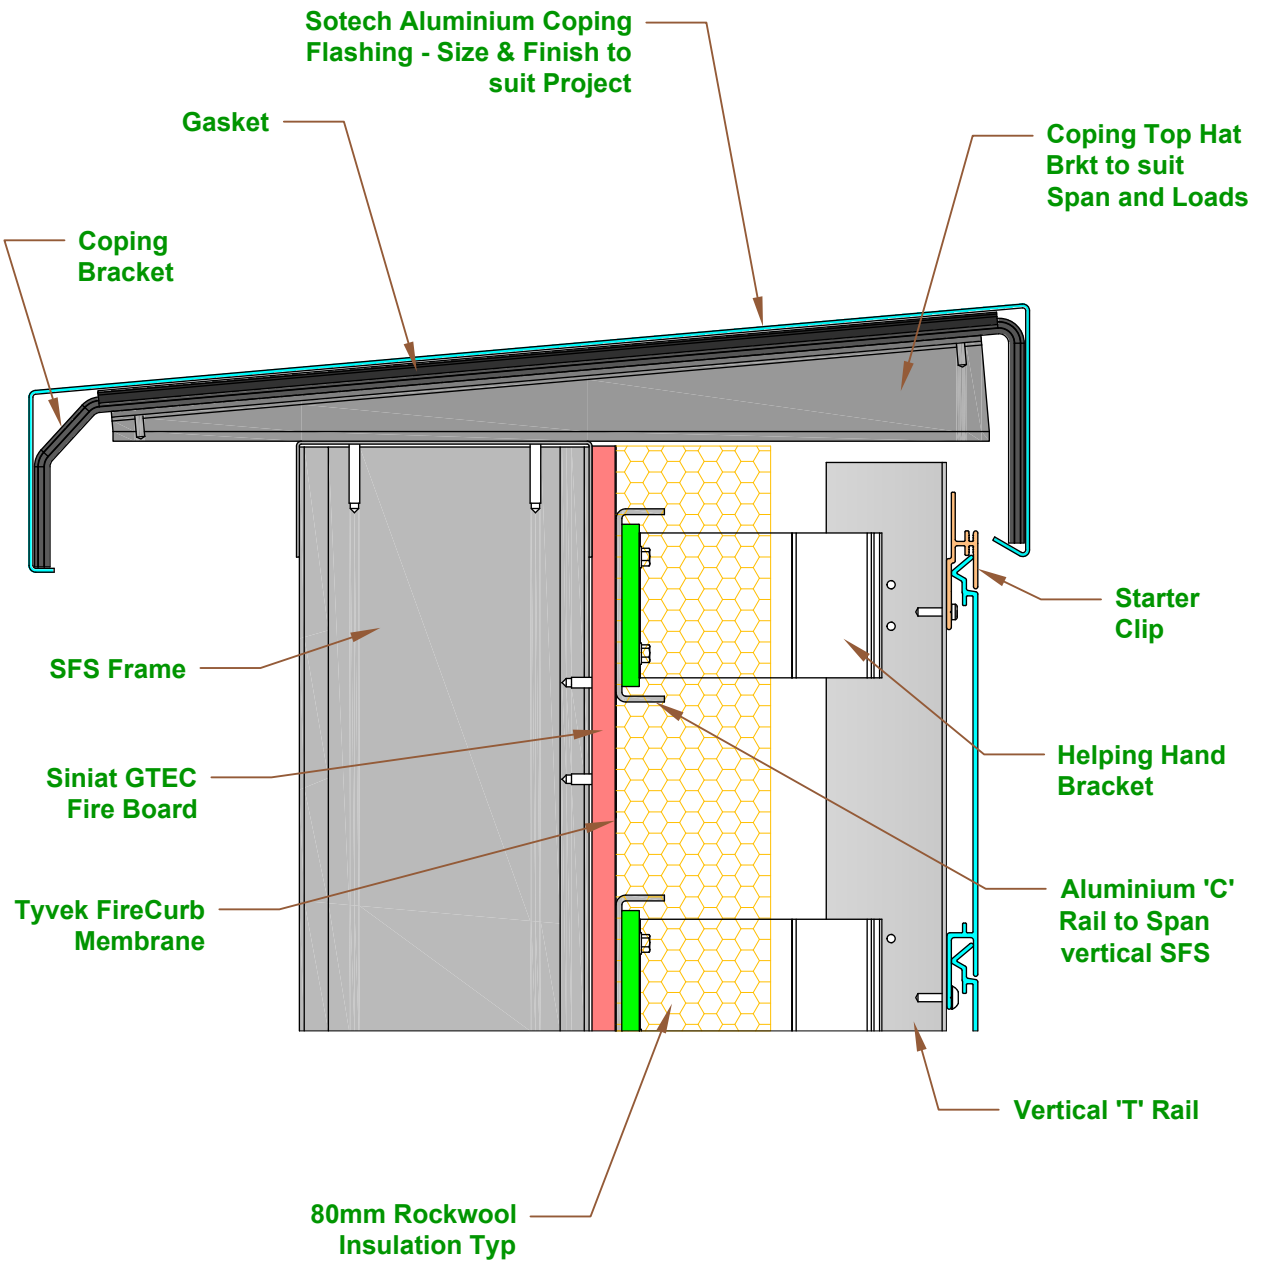 Sotech Aluminium Coping
Flashing - Size & Finish to
suit Project
Gasket
Coping Top Hat
Brkt to suit
Span and Loads
Coping
Bracket
Starter
Clip
SFS Frame
Helping Hand
Bracket
Siniat GTEC
Fire Board
Aluminium 'C'
Rail to Span
vertical SFS
Tyvek FireCurb
Membrane
Vertical 'T' Rail
80mm Rockwool
Insulation Typ